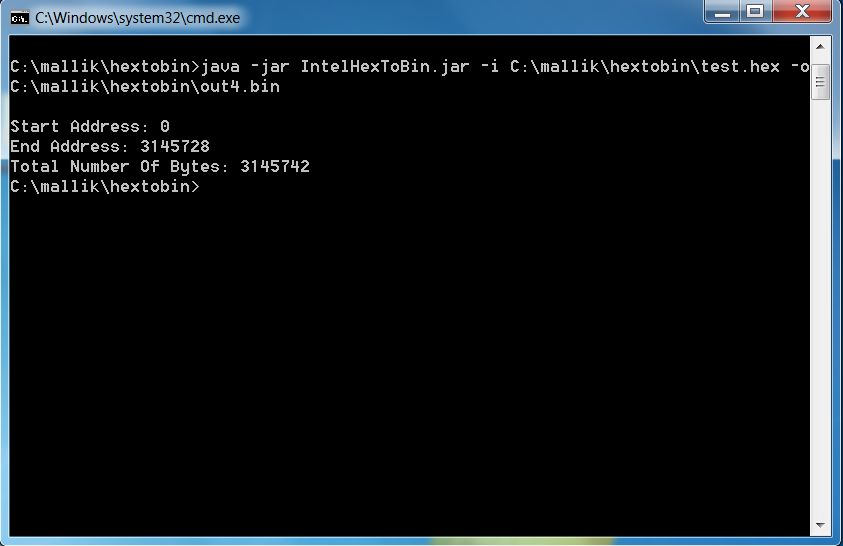 C:\Windows\system32\cmd.exe
C:\mallik\hextobin>java -jar IntelHexToBin.jar -i C:\mallik\hextobin\test.hex -o
C:\mallik\hextobin\out4.bin
Start Address: 0
End Address: 3145728
Total Number Of Bytes: 3145742
C:\mallik\hextobin>